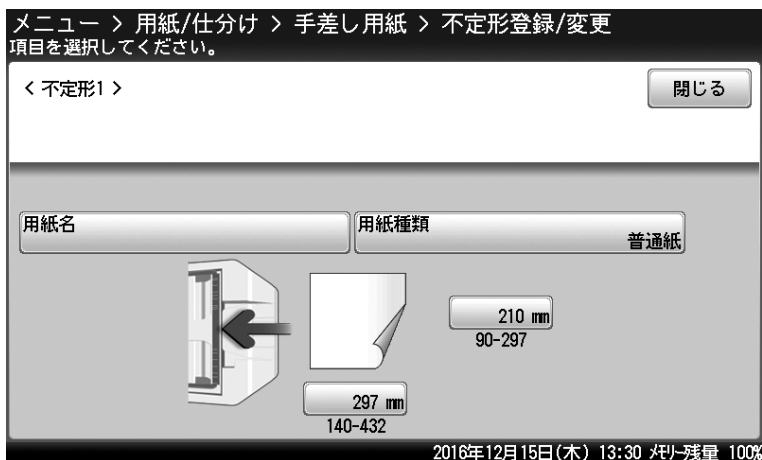 メニュー > 用紙/仕分け > 手差し用紙 > 不定形登録/変更
項目を選択してください。
< 不定形1 >
閉じる
用紙名
用紙種類
普通紙
210 mm
90-297
297 mm
140-432
2016年12月15日(木) 13:30 ﾒﾓﾘｰ残量 100%